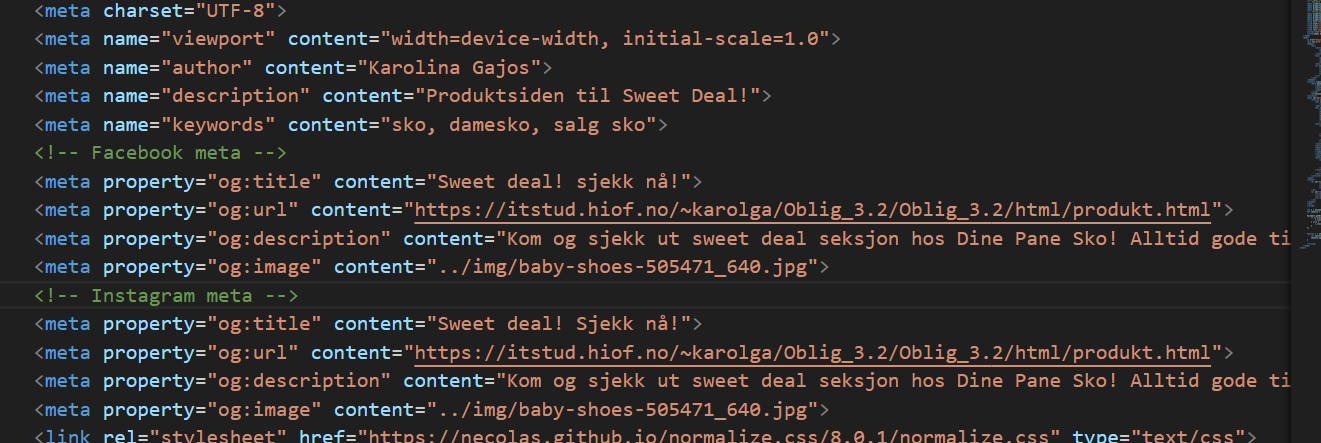 <meta charset="UTF-8">
<meta name="viewport" content="width=device-width, initial-scale=1.0">
<meta name="author" content="Karolina Gajos">
<meta name="description" content="Produktsiden til Sweet Deal!">
<meta name="keywords" content="sko, damesko, salg sko">
<!-- Facebook meta -->
<meta property="og:title" content="Sweet deal! sjekk nå!">
<meta property="og:url" content="https://itstud.hiof.no/~karolga/Oblig_3.2/Oblig_3.2/html/produkt.html">
<meta property="og:description" content="Kom og sjekk ut sweet deal seksjon hos Dine Pane Sko! Alltid gode ti
<meta property="og:image" content="../img/baby-shoes-505471_640.jpg">
<!-- Instagram meta -->
<meta property="og:title" content="Sweet deal! Sjekk nå!">
<meta property="og:url" content="https://itstud.hiof.no/~karolga/Oblig_3.2/Oblig_3.2/html/produkt.html">
<meta property="og:description" content="Kom og sjekk ut sweet deal seksjon hos Dine Pane Sko! Alltid gode ti
<meta property="og:image" content="../img/baby-shoes-505471_640.jpg">
<link rel="stylesheet" href="https://necolas.github.io/normalize.css/8.0.1/normalize.css" type="text/css">